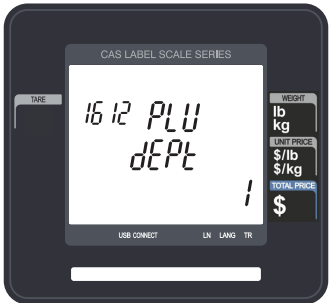 CAS LABEL SCALE SERIES
TARE
1612 PLU
dEPt
1
WEIGHT
lb
kg
UNIT PRICE
$/lb
$/kg
TOTAL PRICE
$
USB CONNECT LN LANG TR